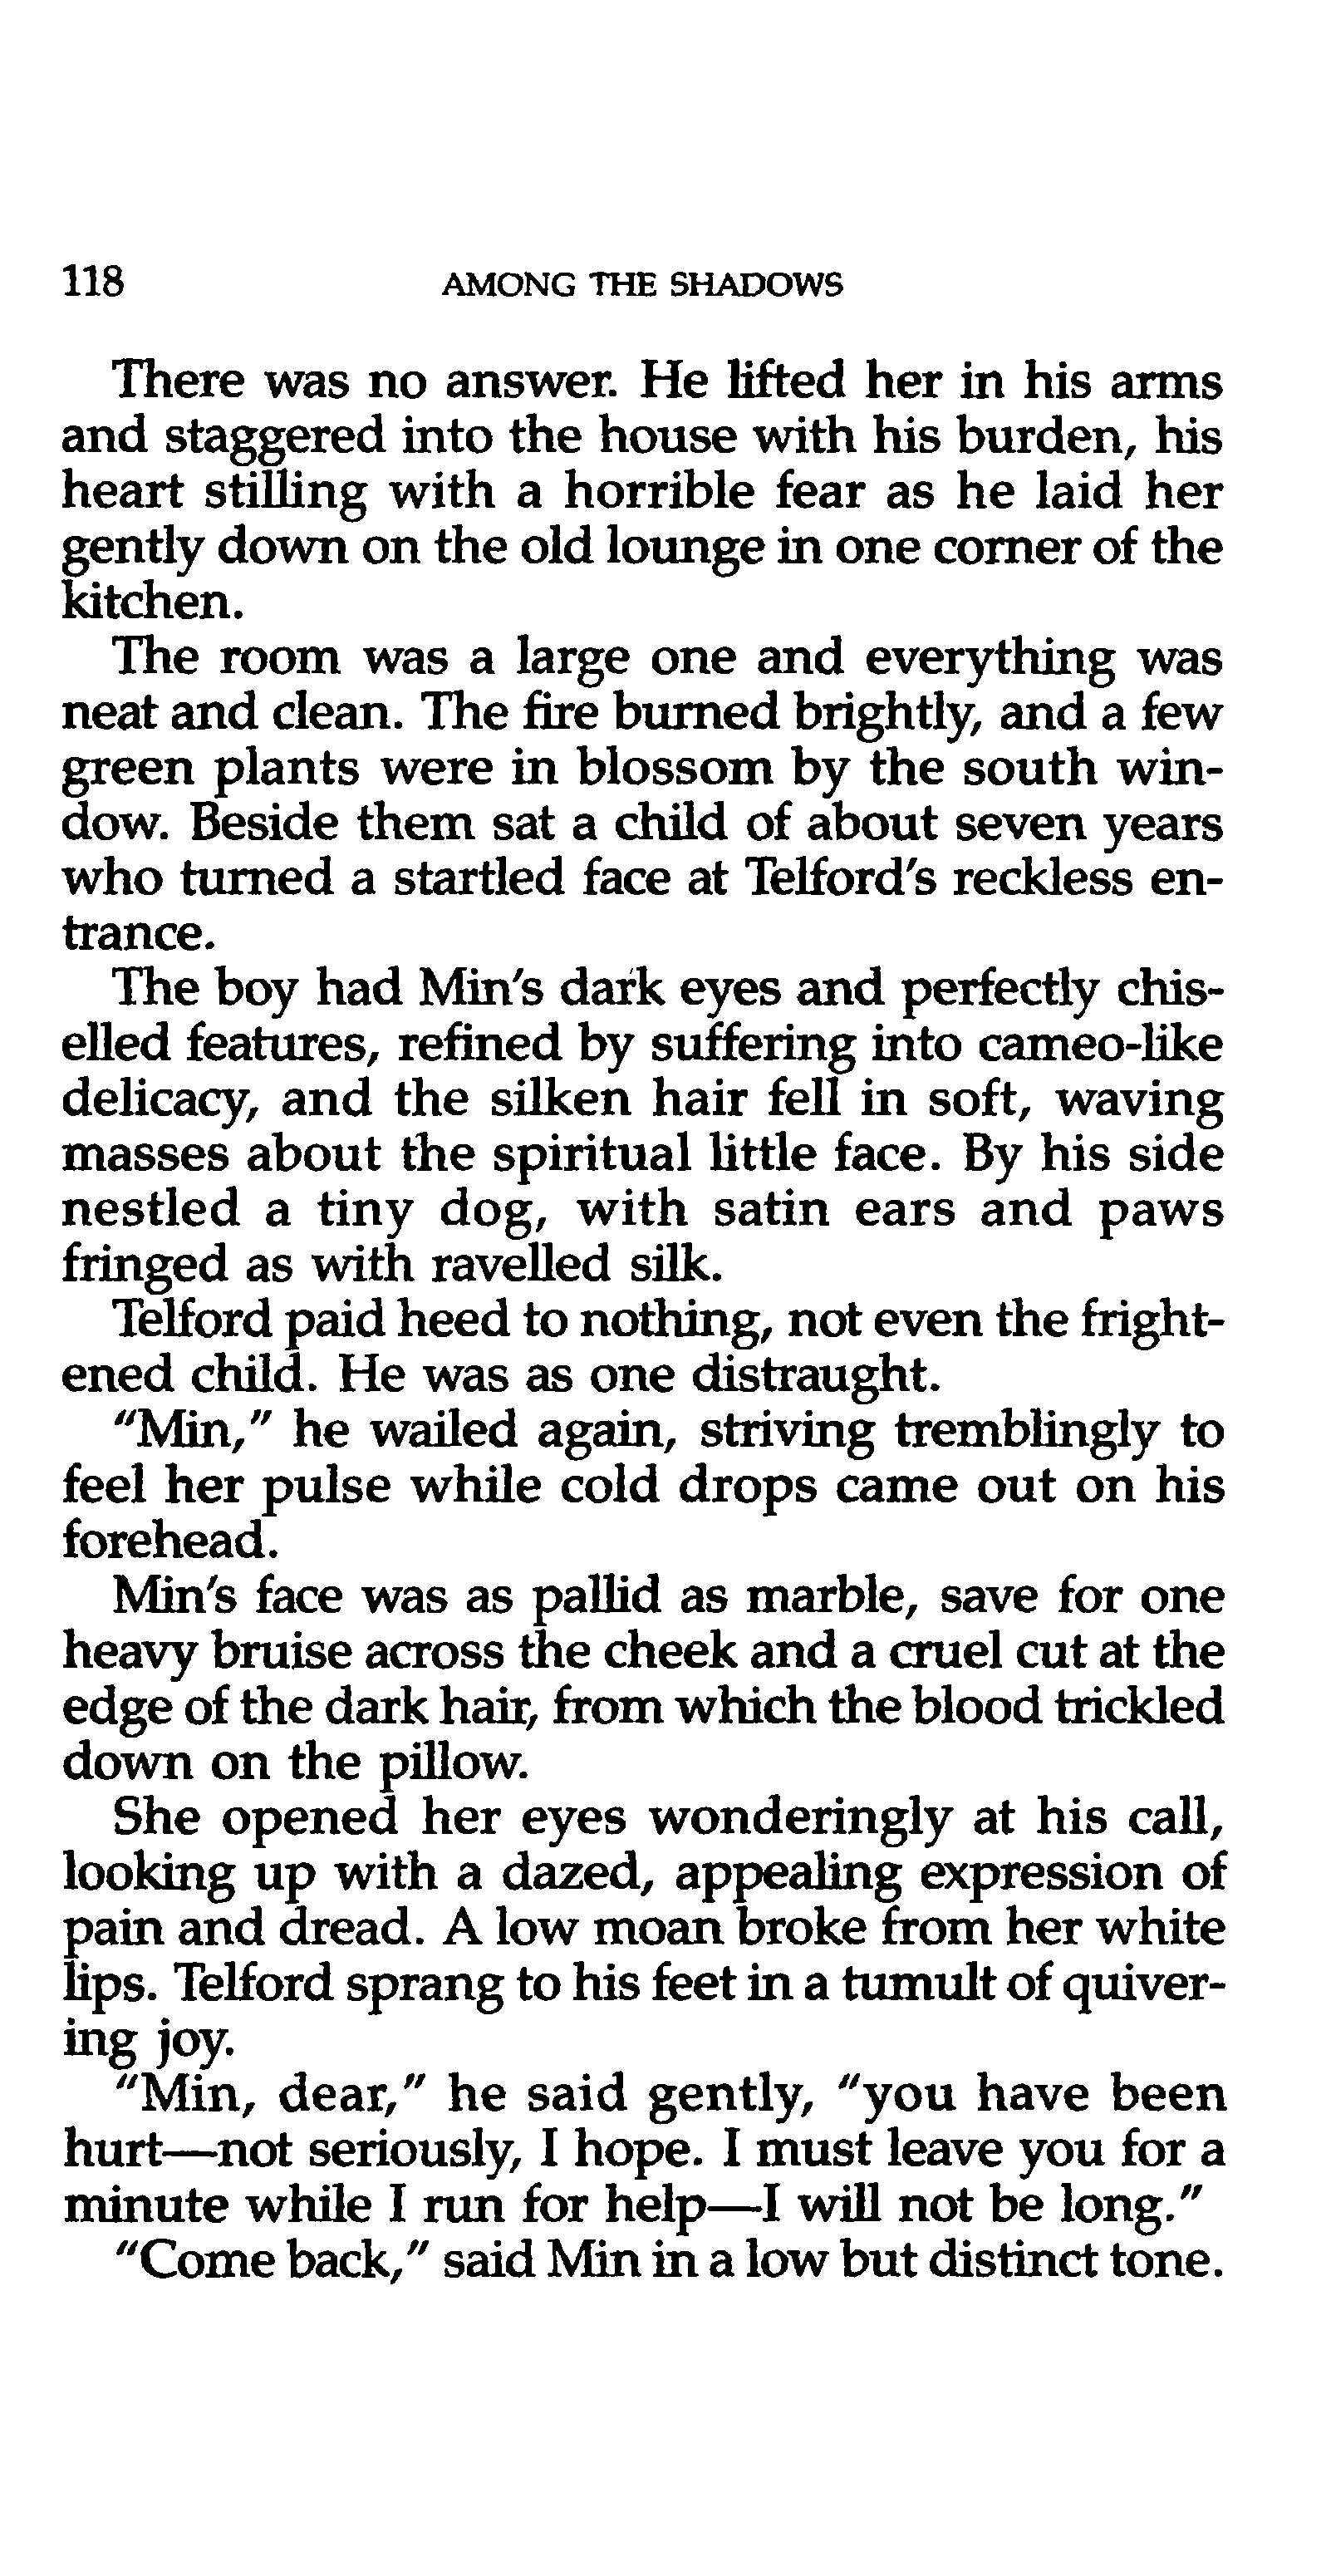 118
AMONG THE SHADOWS
There was no answer. He lifted her in his arms
and staggered into the house with his burden, his
heart stilling with a horrible fear as he laid her
gently down on the old lounge in one corner of the
kitchen.
The room was a large one and everything was
neat and clean. The fire burned brightly, and a few
green plants were in blossom by the south win-
dow. Beside them sat a child of about seven years
who turned a startled face at Telford's reckless en-
trance.
The boy had Min's dark eyes and perfectly chis-
elled features, refined by suffering into cameo-like
delicacy, and the silken hair fell in soft, waving
masses about the spiritual little face. By his side
nestled a tiny dog, with satin ears and paws
fringed as with ravelled silk.
Telford paid heed to nothing, not even the fright-
ened child. He was as one distraught.
"Min," he wailed again, striving tremblingly to
feel her pulse while cold drops came out on his
forehead.
Min's face was as pallid as marble, save for one
heavy bruise across the cheek and a cruel cut at the
edge of the dark hair, from which the blood trickled
down on the pillow.
She opened her eyes wonderingly at his call,
looking up with a dazed, appealing expression of
pain and dread. A low moan broke from her white
lips. Telford sprang to his feet in a tumult of quiver-
ing joy.
"Min, dear," he said gently, "you have been
hurt—not seriously, I hope. I must leave you for a
minute while I run for help—I will not be long."
"Come back," said Min in a low but distinct tone.